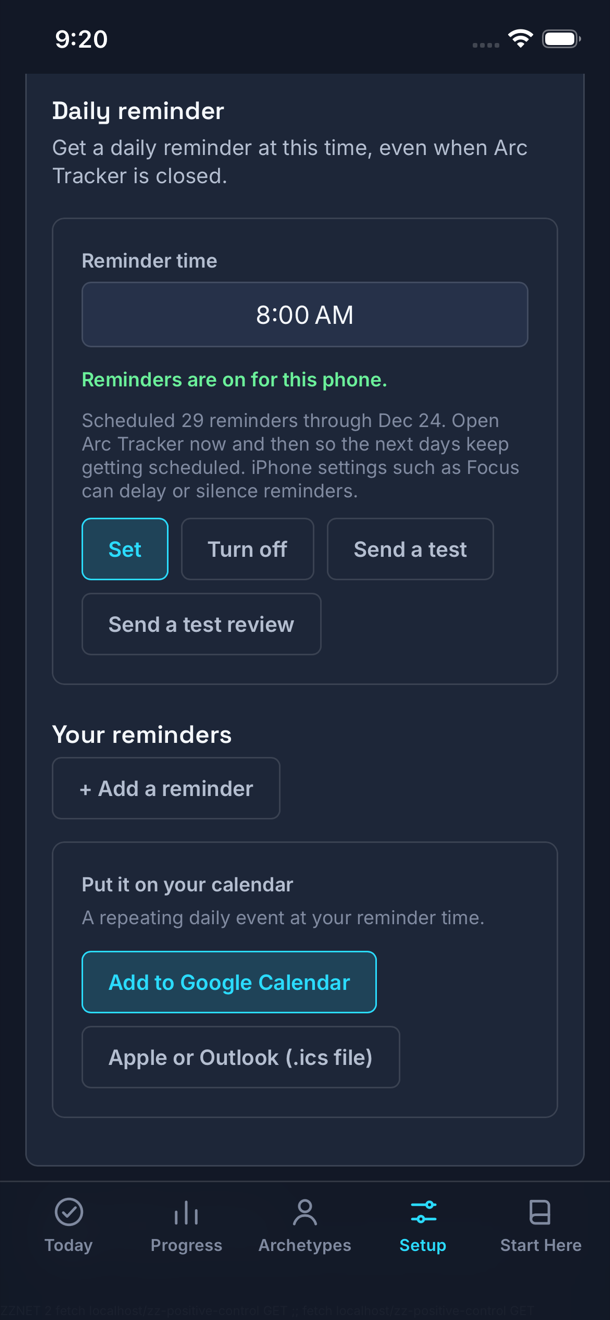 9:20
Daily reminder
Get a daily reminder at this time, even when Arc
Tracker is closed.
Reminder time
8:00 AM
Reminders are on for this phone.
Scheduled 29 reminders through Dec 24. Open
Arc Tracker now and then so the next days keep
getting scheduled. iPhone settings such as Focus
can delay or silence reminders.
Set
Turn off
Send a test
Send a test review
Your reminders
+ Add a reminder
Put it on your calendar
A repeating daily event at your reminder time.
Add to Google Calendar
Apple or Outlook (.ics file)
Today
Progress
Archetypes
Setup
Start Here